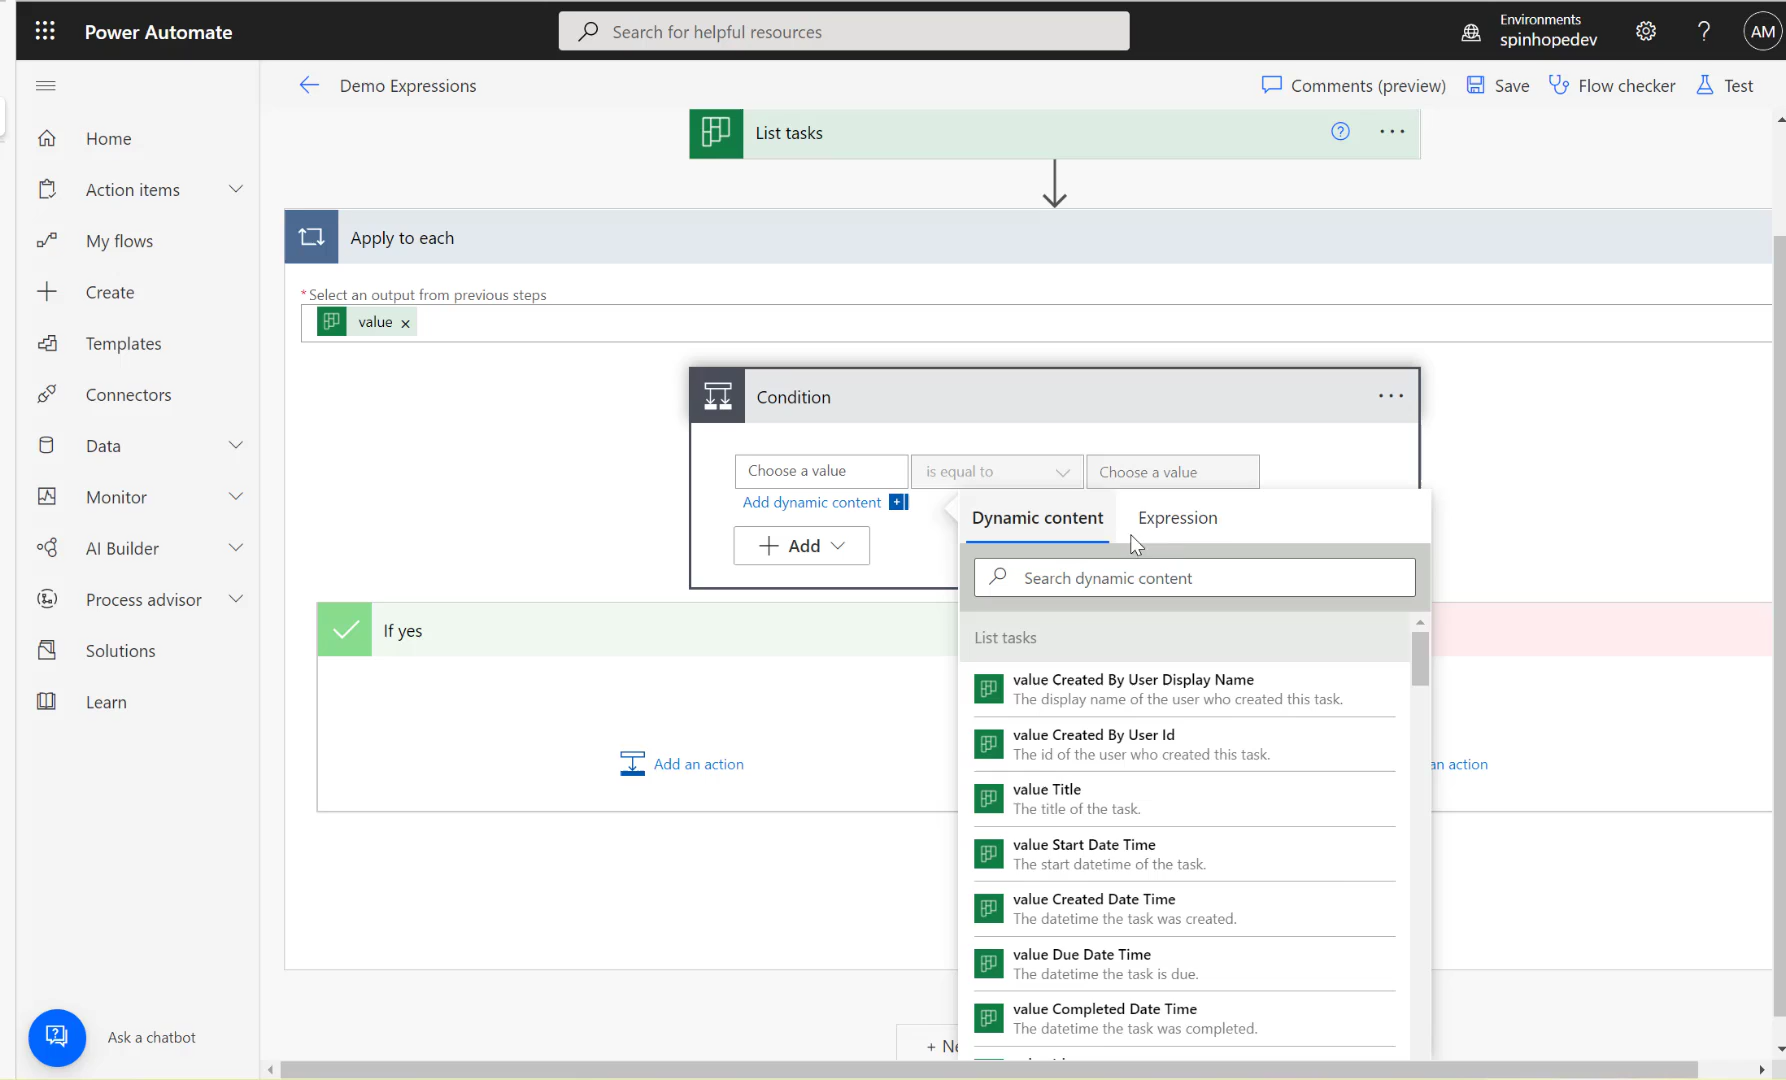 Power Automate
Search for helpful resources
Environments
spinhopedev
AM
Demo Expressions
Comments (preview)
Save
Flow checker
Test
Home
Action items
My flows
Create
Templates
Connectors
Data
Monitor
AI Builder
Process advisor
Solutions
Learn
Ask a chatbot
List tasks
Apply to each
* Select an output from previous steps
value ×
Condition
Choose a value
is equal to
Choose a value
Add dynamic content
Add
Dynamic content
Expression
Search dynamic content
List tasks
value Created By User Display Name
The display name of the user who created this task.
value Created By User Id
The id of the user who created this task.
value Title
The title of the task.
value Start Date Time
The start datetime of the task.
value Created Date Time
The datetime the task was created.
value Due Date Time
The datetime the task is due.
value Completed Date Time
The datetime the task was completed.
If yes
Add an action
an action
+ Ne